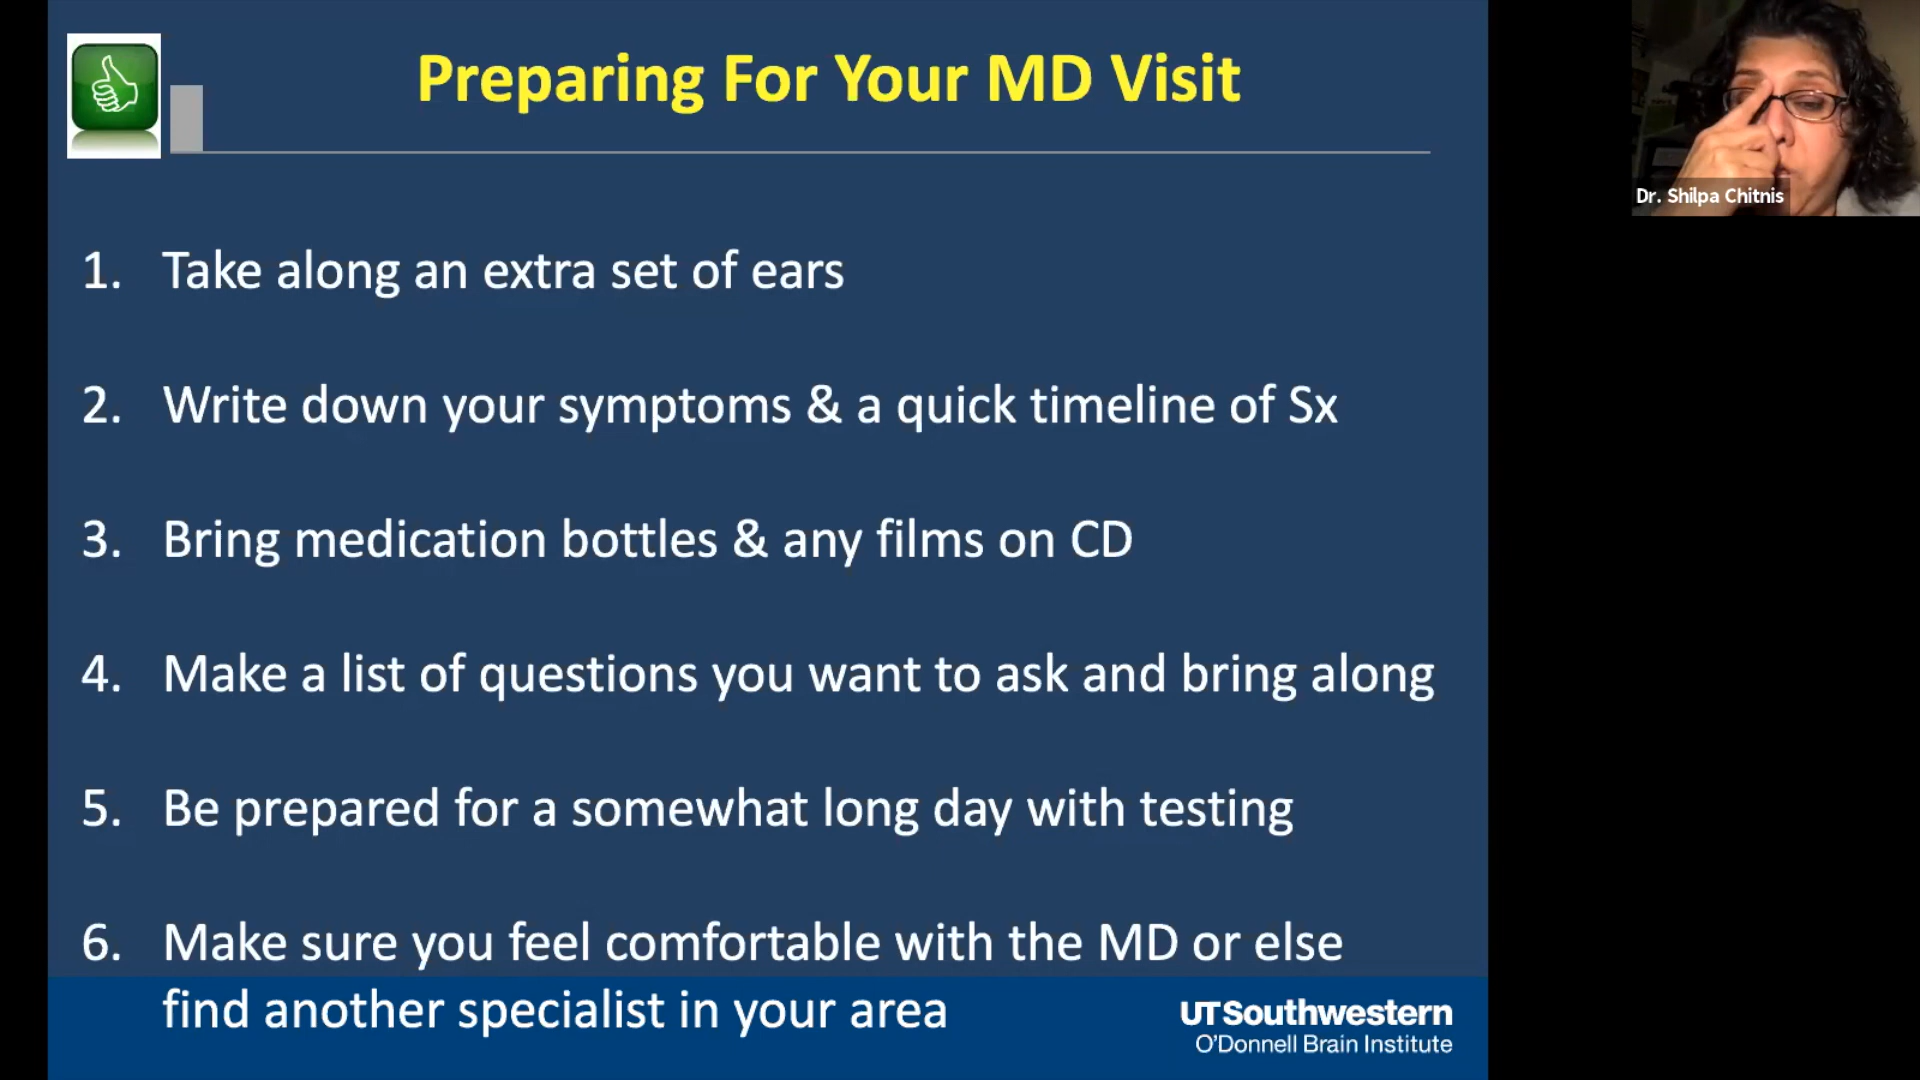 Preparing For Your MD Visit
Dr. Shilpa Chitnis
1. Take along an extra set of ears
2. Write down your symptoms & a quick timeline of Sx
3. Bring medication bottles & any films on CD
4. Make a list of questions you want to ask and bring along
5. Be prepared for a somewhat long day with testing
6. Make sure you feel comfortable with the MD or else
find another specialist in your area
UTSouthwestern
O'Donnell Brain Institute